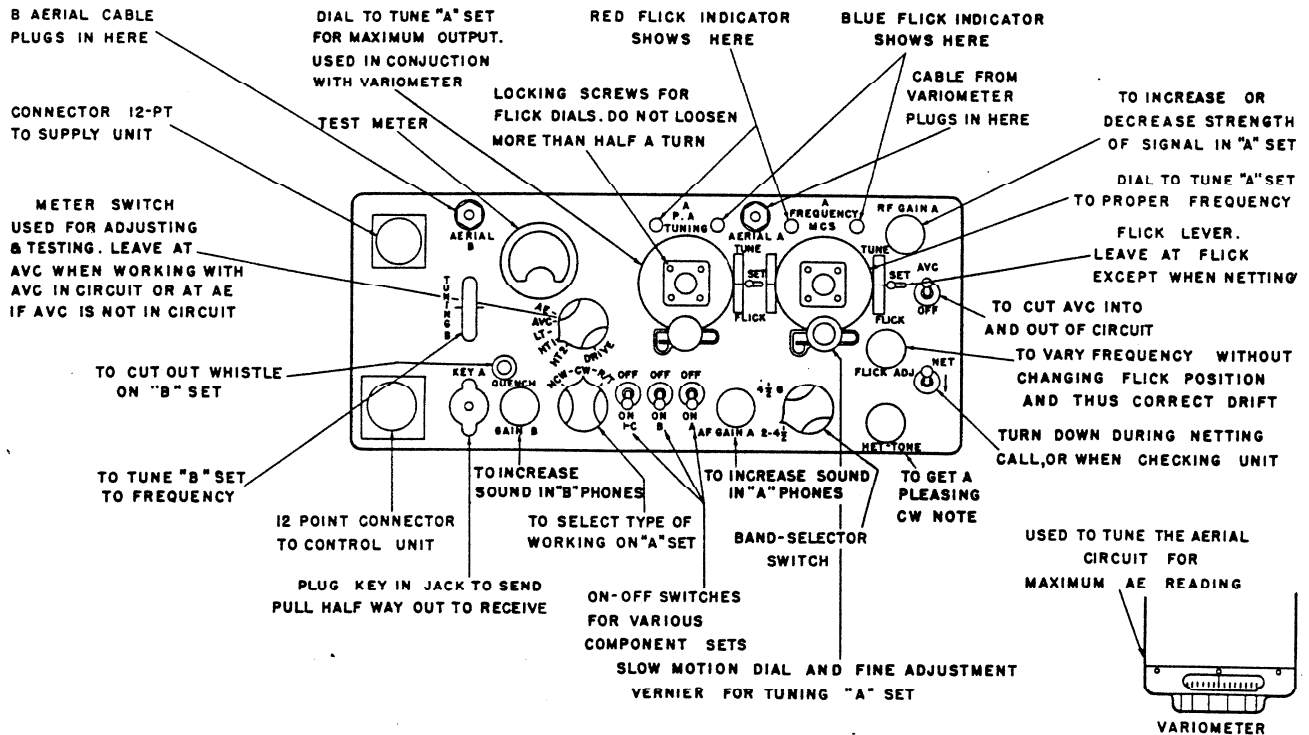 B AERIAL CABLE
PLUGS IN HERE
DIAL TO TUNE "A" SET
FOR MAXIMUM OUTPUT.
USED IN CONJUCTION
WITH VARIOMETER
RED FLICK INDICATOR
SHOWS HERE
BLUE FLICK INDICATOR
SHOWS HERE
CONNECTOR 12-PT
TO SUPPLY UNIT
TEST METER
LOCKING SCREWS FOR
FLICK DIALS. DO NOT LOOSEN
MORE THAN HALF A TURN
CABLE FROM
VARIOMETER
PLUGS IN HERE
TO INCREASE OR
DECREASE STRENGTH
OF SIGNAL IN "A" SET
METER SWITCH
USED FOR ADJUSTING
& TESTING. LEAVE AT
AVC WHEN WORKING WITH
AVC IN CIRCUIT OR AT AE
IF AVC IS NOT IN CIRCUIT
DIAL TO TUNE "A" SET
TO PROPER FREQUENCY
FLICK LEVER.
LEAVE AT FLICK
EXCEPT WHEN NETTING
TO CUT AVC INTO
AND OUT OF CIRCUIT
TO VARY FREQUENCY WITHOUT
CHANGING FLICK POSITION
AND THUS CORRECT DRIFT
TURN DOWN DURING NETTING
CALL, OR WHEN CHECKING UNIT
AERIAL
B
A
P.A
TUNING
AERIAL A
A
FREQUENCY
MCS
RF GAIN A
TUNE
SET
FLICK
TUNE
SET
FLICK
AVC
OFF
TUNING B
AE-
AVC-
LT-
HT1
HT2
DRIVE
FLICK ADJ.
NET
KEY A
QUENCH
GAIN B
MCW-CW-R/T
OFF
OFF
OFF
ON
I-C
ON
B
ON
A
AF GAIN A
4½ 8
2-4½
HET-TONE
TO CUT OUT WHISTLE
ON "B" SET
TO TUNE "B" SET
TO FREQUENCY
TO INCREASE
SOUND IN "B" PHONES
TO INCREASE SOUND
IN "A" PHONES
TO GET A
PLEASING
CW NOTE
12 POINT CONNECTOR
TO CONTROL UNIT
TO SELECT TYPE OF
WORKING ON "A" SET
BAND-SELECTOR
SWITCH
PLUG KEY IN JACK TO SEND
PULL HALF WAY OUT TO RECEIVE
ON-OFF SWITCHES
FOR VARIOUS
COMPONENT SETS
SLOW MOTION DIAL AND FINE ADJUSTMENT
VERNIER FOR TUNING "A" SET
USED TO TUNE THE AERIAL
CIRCUIT FOR
MAXIMUM AE READING
VARIOMETER